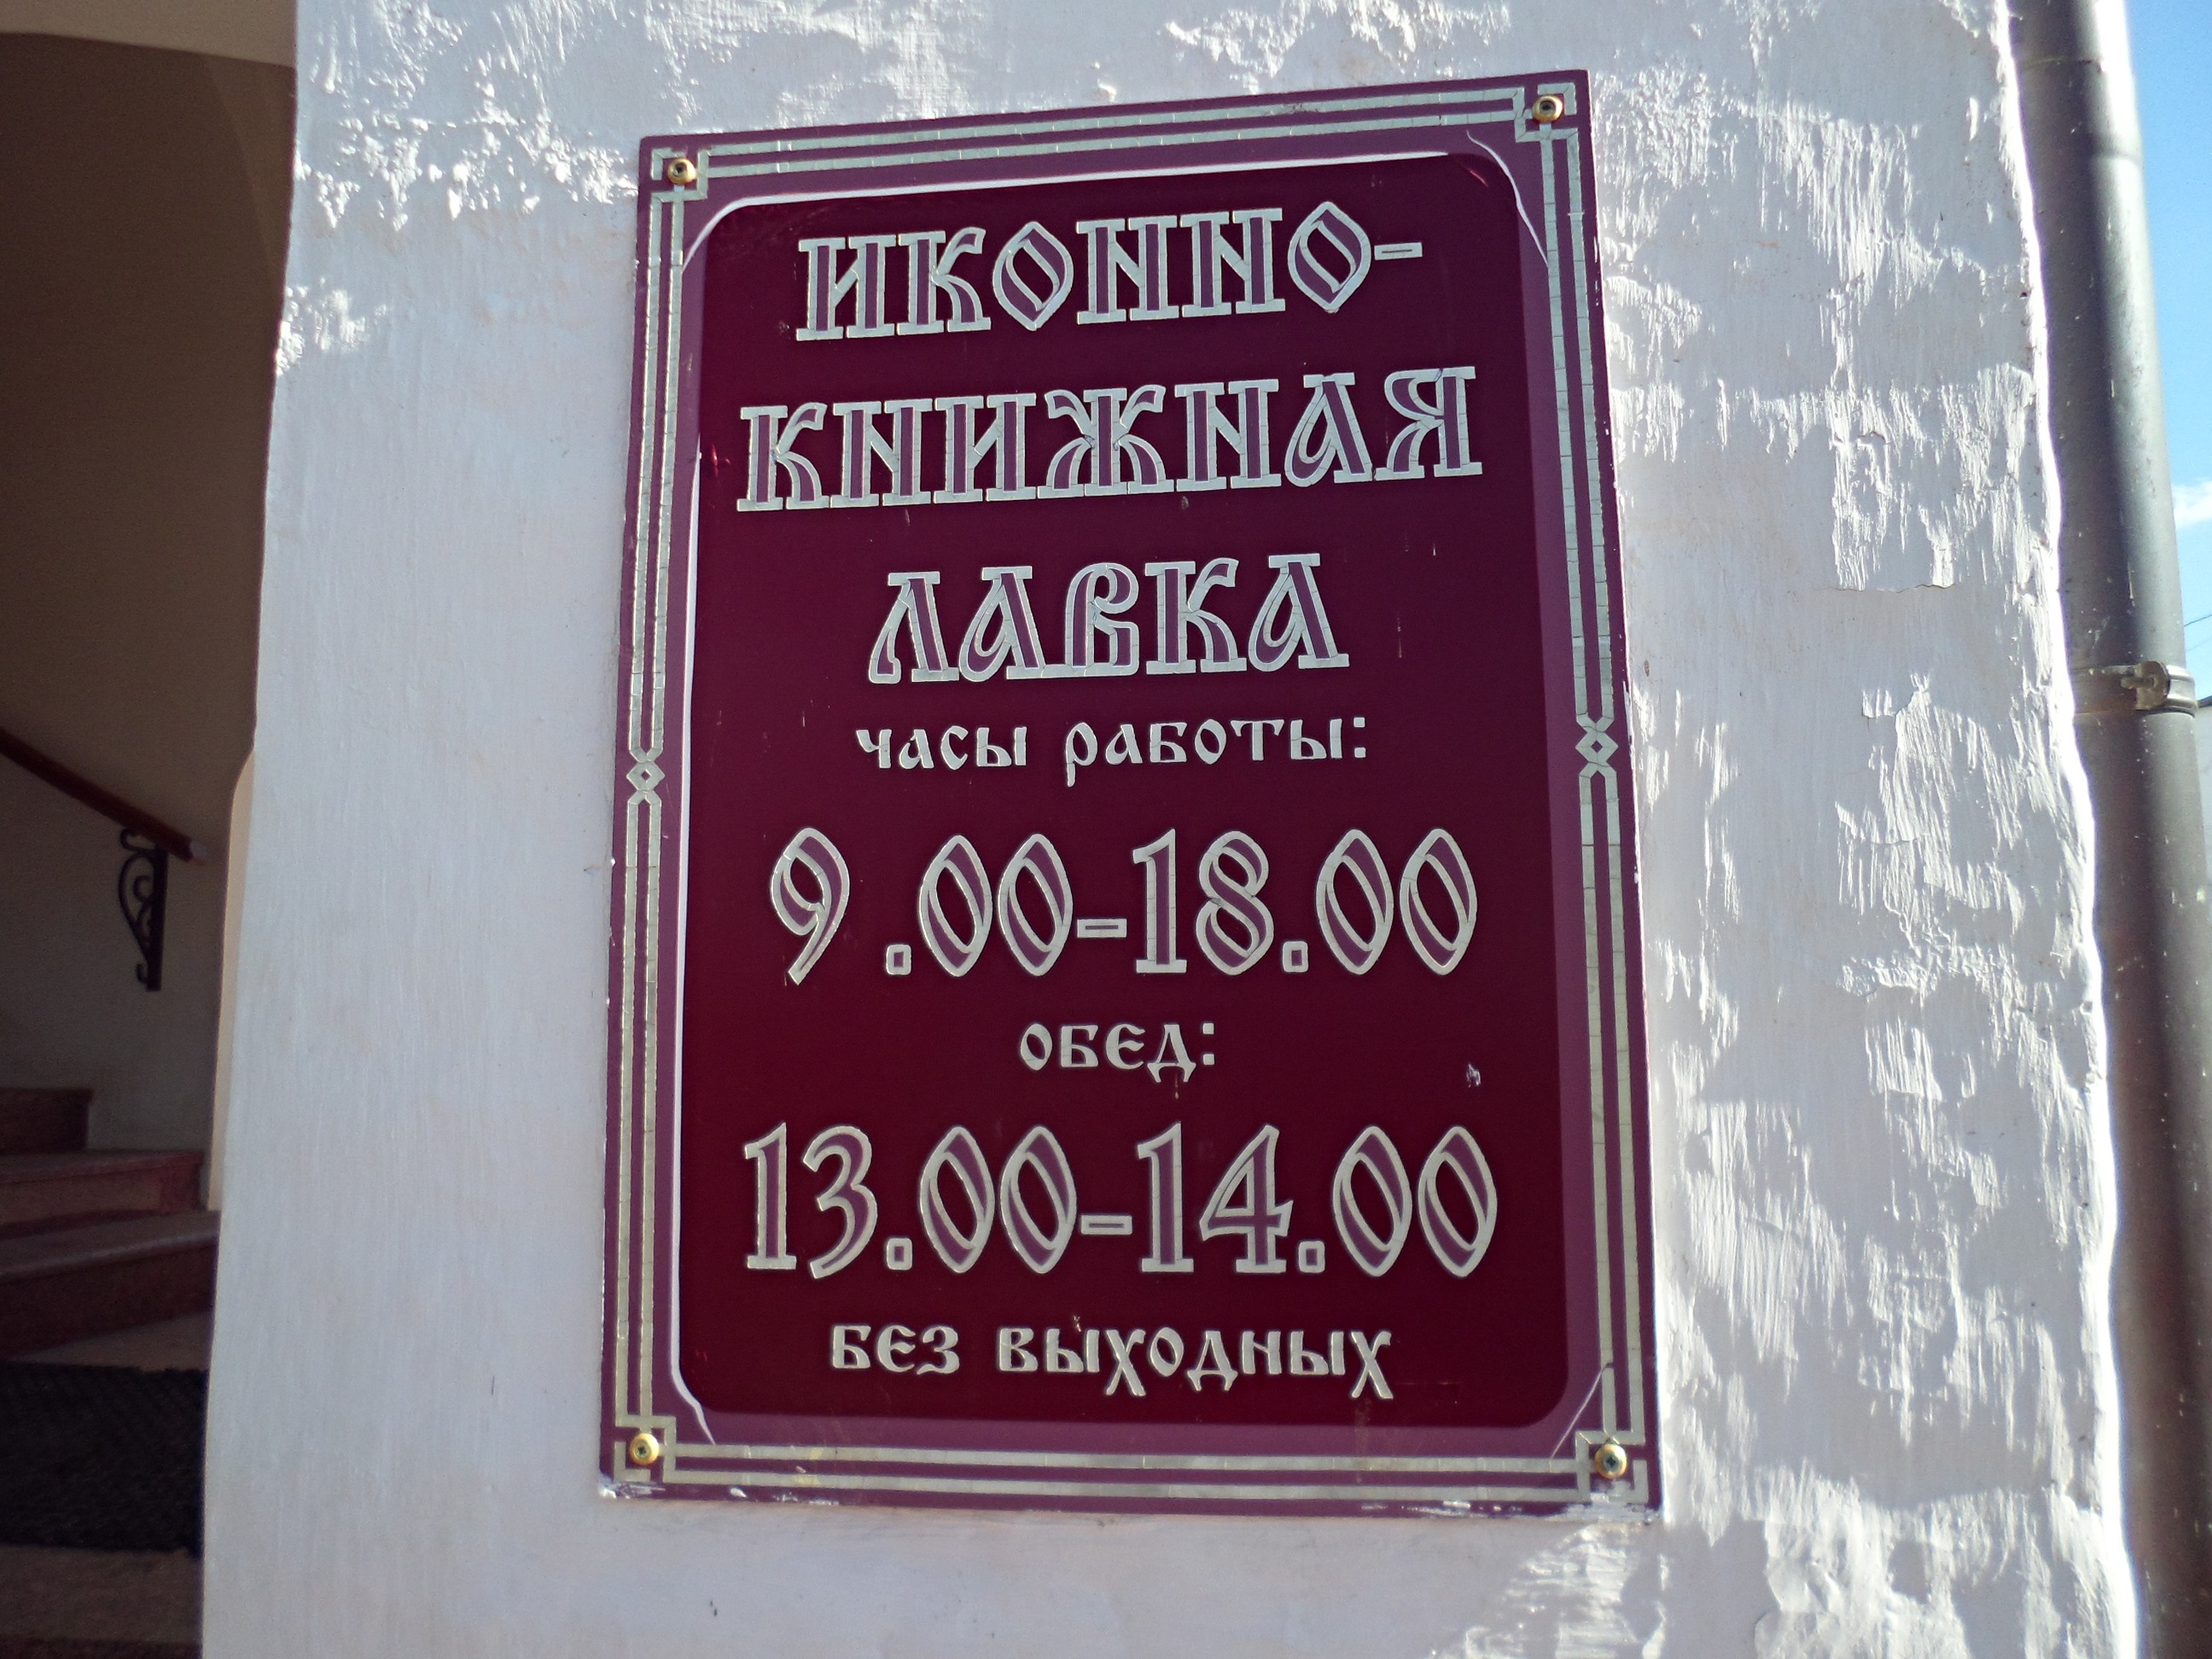 ИКОННО-
КНИЖНАЯ
ЛАВКА
часы работы:
9.00-18.00
обед:
13.00-14.00
без выходных